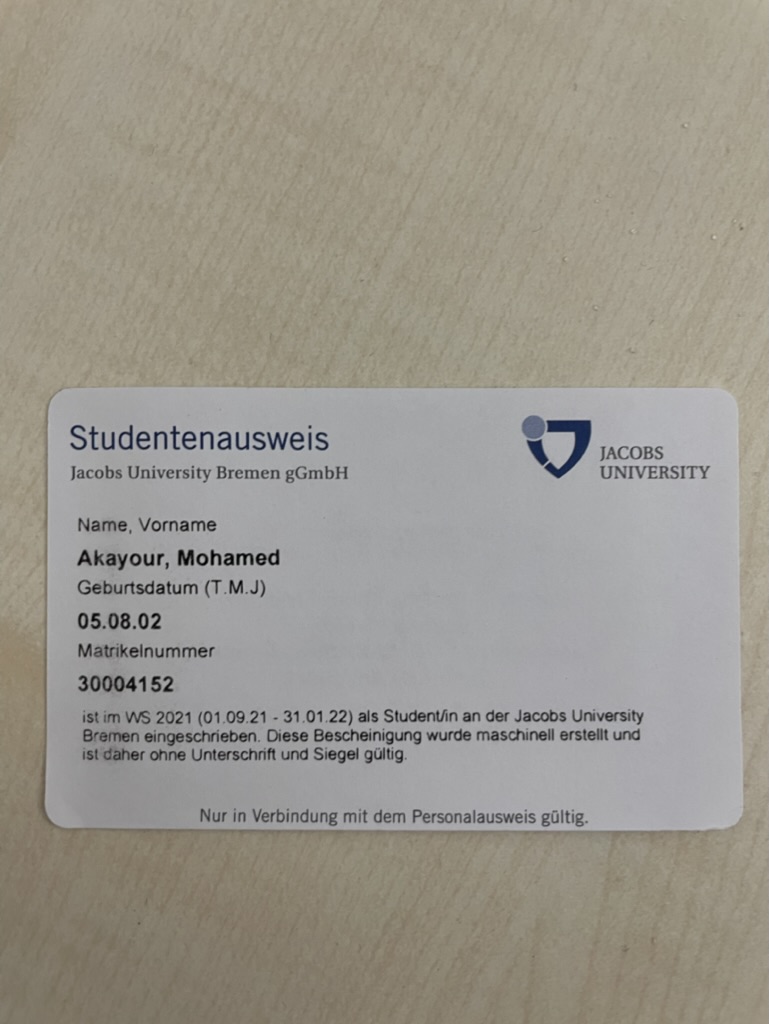 Studentenausweis
Jacobs University Bremen gGmbH
JACOBS
UNIVERSITY
Name, Vorname
Akayour, Mohamed
Geburtsdatum (T.M.J)
05.08.02
Matrikelnummer
30004152
ist im WS 2021 (01.09.21 - 31.01.22) als Student/in an der Jacobs University
Bremen eingeschrieben. Diese Bescheinigung wurde maschinell erstellt und
ist daher ohne Unterschrift und Siegel gültig.
Nur in Verbindung mit dem Personalausweis gültig.